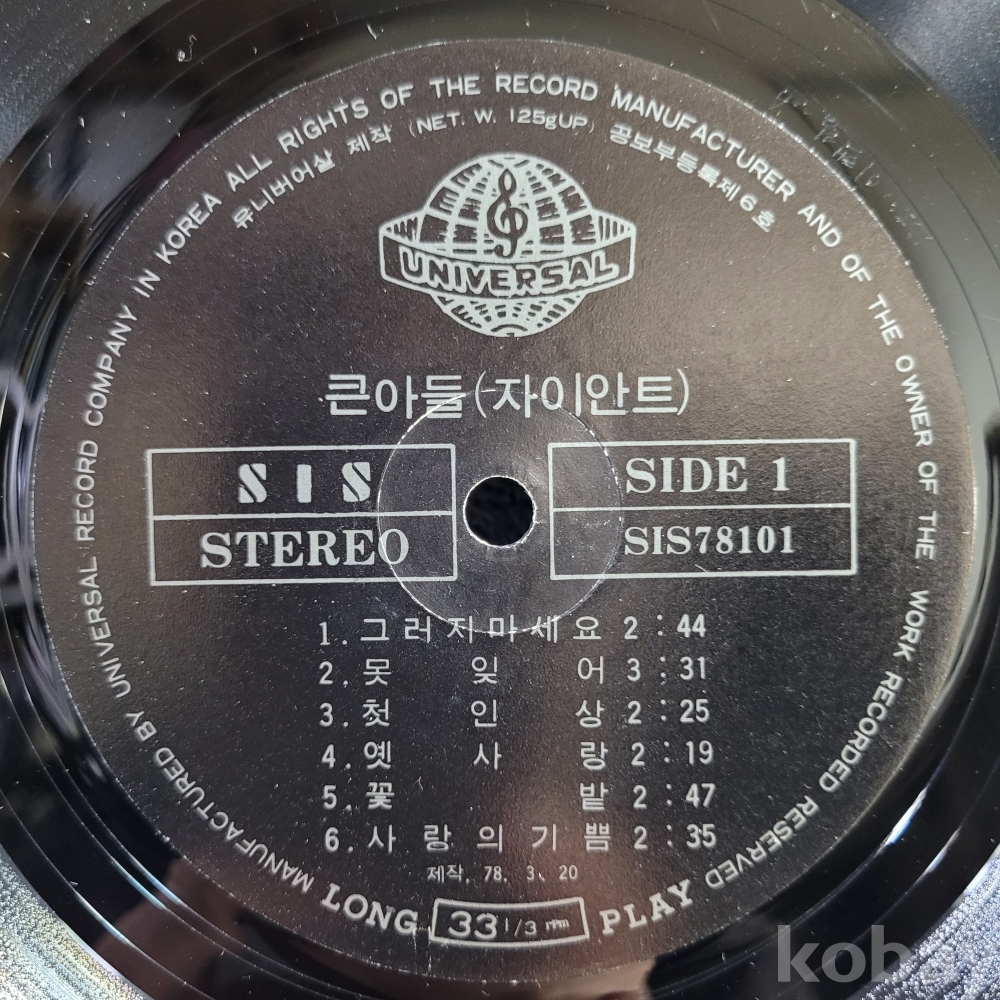 MANUFACTURED BY UNIVERSAL RECORD COMPANY IN KOREA ALL RIGHTS OF THE RECORD MANUFACTURER AND OF THE OWNER OF THE WORK RECORDED RESERVED
유니버어살 제작 (NET. W. 125gUP) 공보부등록제6호
UNIVERSAL
큰아들(자이안트)
SIS
STEREO
SIDE 1
SIS78101
1. 그러지마세요 2:44
2. 못잊어 3:31
3. 첫인상 2:25
4. 옛사랑 2:19
5. 꽃밭 2:47
6. 사랑의기쁨 2:35
제작. 78. 3. 20
LONG 33 1/3 rpm PLAY
koba